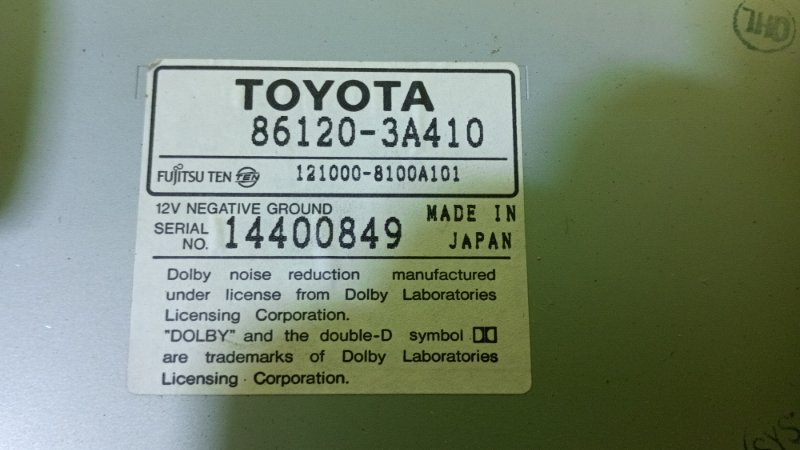 TOYOTA
86120-3A410
FUJITSU TEN TEN 121000-8100A101
12V NEGATIVE GROUND
MADE IN
SERIAL
NO. 14400849
JAPAN
Dolby noise reduction manufactured
under license from Dolby Laboratories
Licensing Corporation.
"DOLBY" and the double-D symbol
are trademarks of Dolby Laboratories
Licensing Corporation.